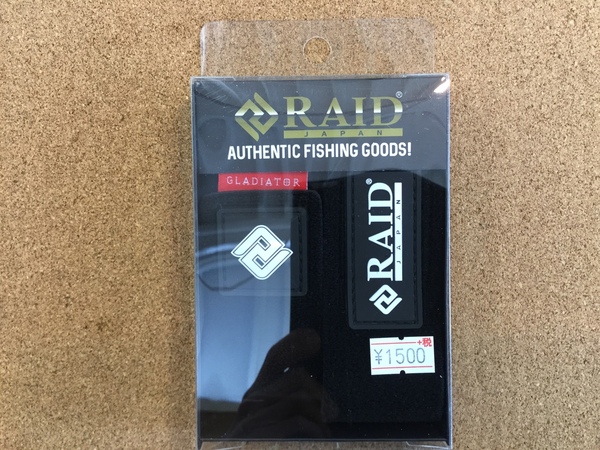 RAID®
JAPAN
AUTHENTIC FISHING GOODS!
GLADIATOR
RAID®
JAPAN
+税
¥1500